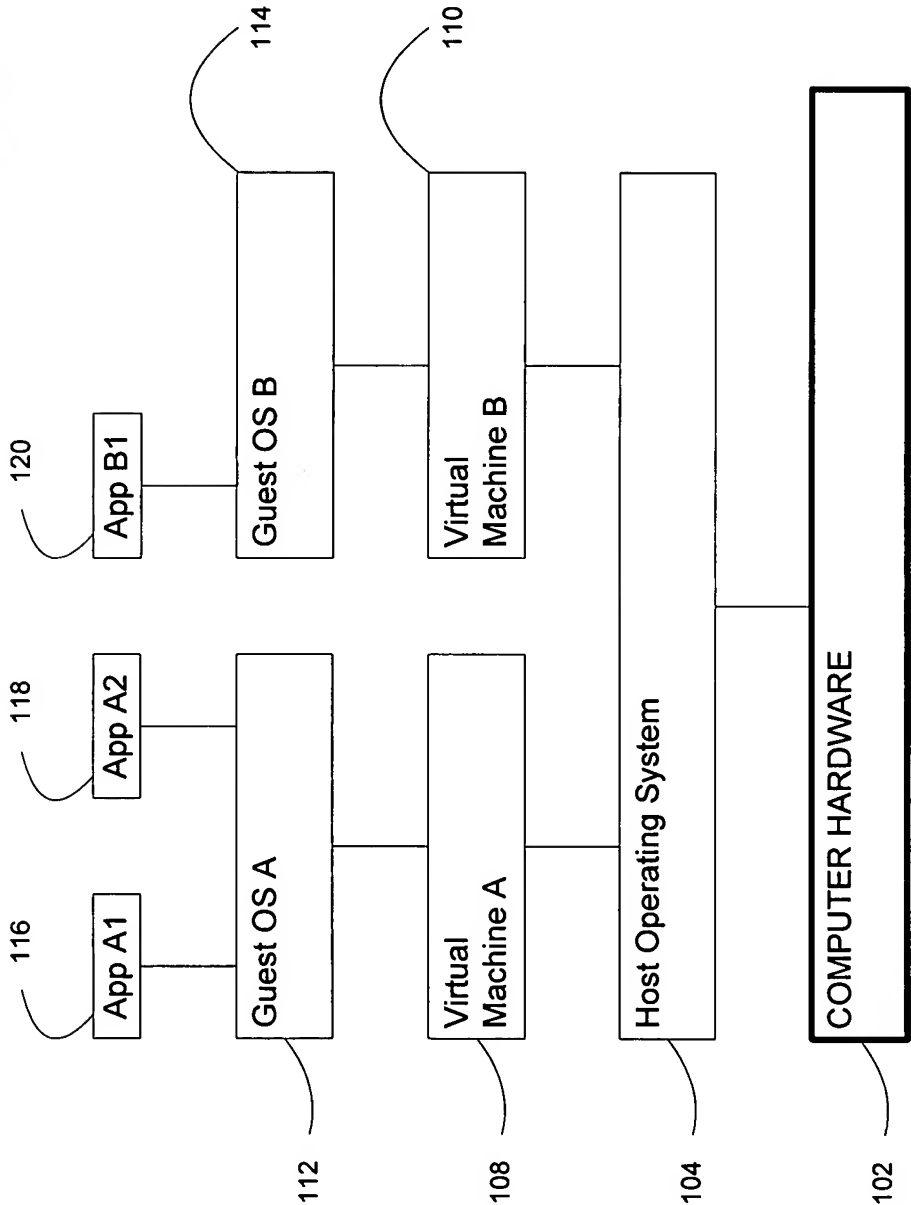 116
118
120
App A1
App A2
App B1
114
Guest OS A
Guest OS B
112
110
Virtual
Machine A
Virtual
Machine B
108
Host Operating System
104
COMPUTER HARDWARE
102